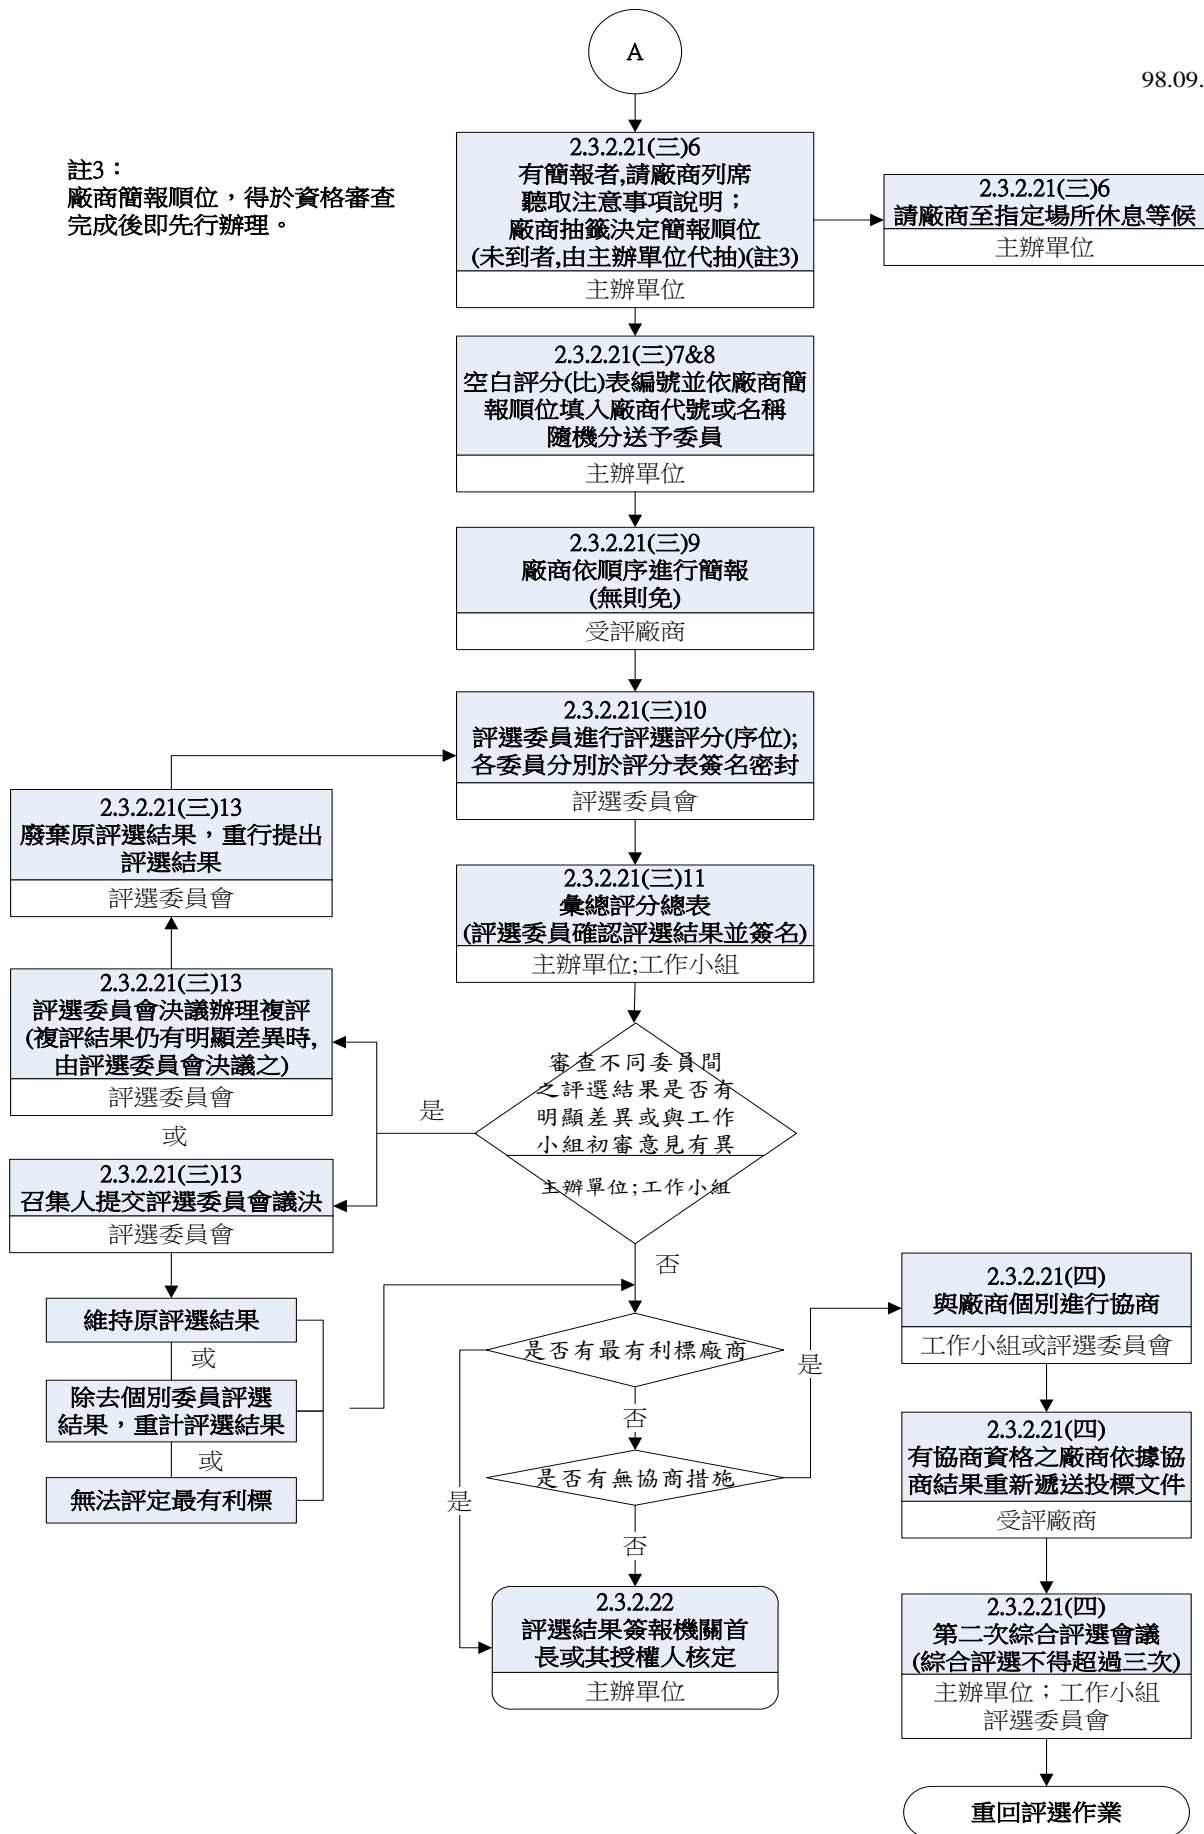 A
98.09.
註3：
廠商簡報順位，得於資格審查
完成後即先行辦理。
2.3.2.21(三)6
有簡報者,請廠商列席
聽取注意事項說明；
廠商抽籤決定簡報順位
(未到者,由主辦單位代抽)(註3)
主辦單位
2.3.2.21(三)6
請廠商至指定場所休息等候
主辦單位
2.3.2.21(三)7&8
空白評分(比)表編號並依廠商簡
報順位填入廠商代號或名稱
隨機分送予委員
主辦單位
2.3.2.21(三)9
廠商依順序進行簡報
(無則免)
受評廠商
2.3.2.21(三)10
評選委員進行評選評分(序位);
各委員分別於評分表簽名密封
評選委員會
2.3.2.21(三)13
廢棄原評選結果，重行提出
評選結果
評選委員會
2.3.2.21(三)11
彙總評分總表
(評選委員確認評選結果並簽名)
主辦單位;工作小組
2.3.2.21(三)13
評選委員會決議辦理複評
(複評結果仍有明顯差異時,
由評選委員會決議之)
評選委員會
或
審查不同委員間
之評選結果是否有
明顯差異或與工作
小組初審意見有異
主辦單位;工作小組
是
2.3.2.21(三)13
召集人提交評選委員會議決
評選委員會
否
維持原評選結果
或
除去個別委員評選
結果，重計評選結果
或
無法評定最有利標
是否有最有利標廠商
否
是
是否有無協商措施
是
否
2.3.2.22
評選結果簽報機關首
長或其授權人核定
主辦單位
2.3.2.21(四)
與廠商個別進行協商
工作小組或評選委員會
2.3.2.21(四)
有協商資格之廠商依據協
商結果重新遞送投標文件
受評廠商
2.3.2.21(四)
第二次綜合評選會議
(綜合評選不得超過三次)
主辦單位；工作小組
評選委員會
重回評選作業